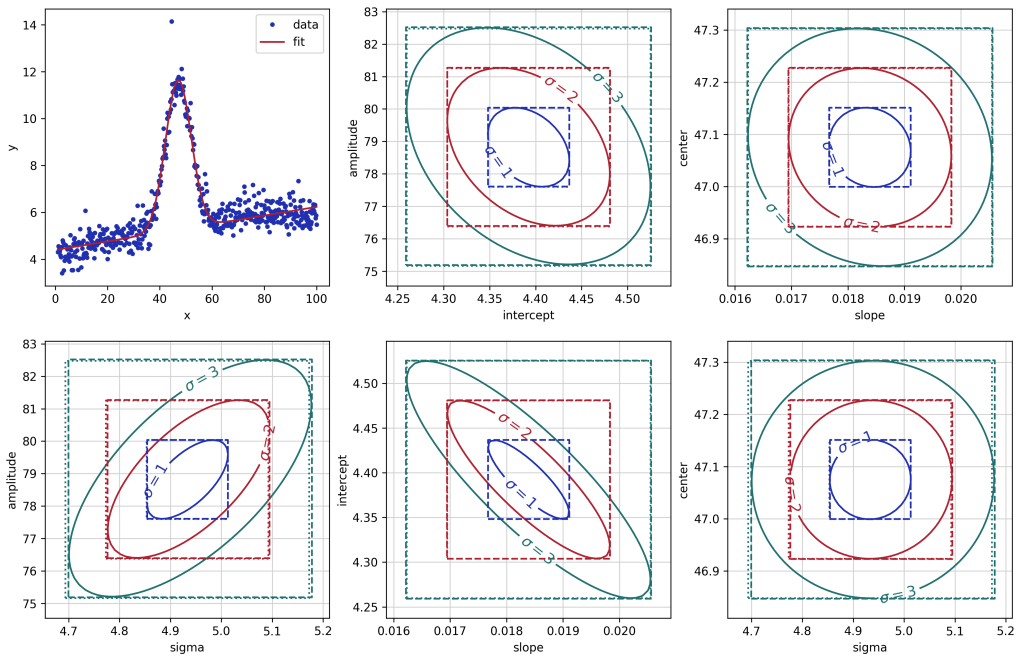 14
12
10
8
6
4
0
20
40
60
80
100
x
y
data
fit
83
82
81
80
79
78
77
76
75
4.25
4.30
4.35
4.40
4.45
4.50
intercept
amplitude
σ = 1
σ = 2
σ = 3
47.3
47.2
47.1
47.0
46.9
0.016
0.017
0.018
0.019
0.020
slope
center
σ = 1
σ = 2
σ = 3
83
82
81
80
79
78
77
76
75
4.7
4.8
4.9
5.0
5.1
5.2
sigma
amplitude
σ = 3
σ = 2
σ = 1
4.50
4.45
4.40
4.35
4.30
4.25
0.016
0.017
0.018
0.019
0.020
slope
intercept
σ = 2
σ = 1
σ = 3
47.3
47.2
47.1
47.0
46.9
4.7
4.8
4.9
5.0
5.1
5.2
sigma
center
σ = 1
σ = 2
σ = 3